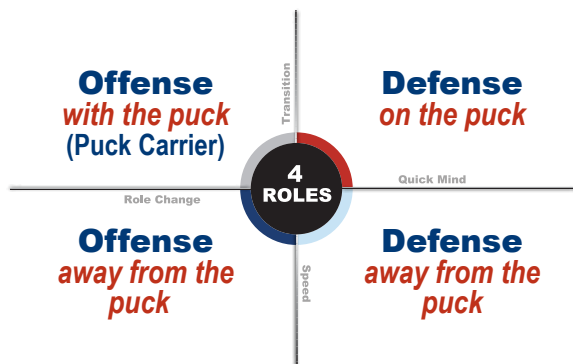 Offense
with the puck
(Puck Carrier)
Transition
Defense
on the puck
4
ROLES
Role Change
Quick Mind
Offense
away from the
puck
Speed
Defense
away from the
puck